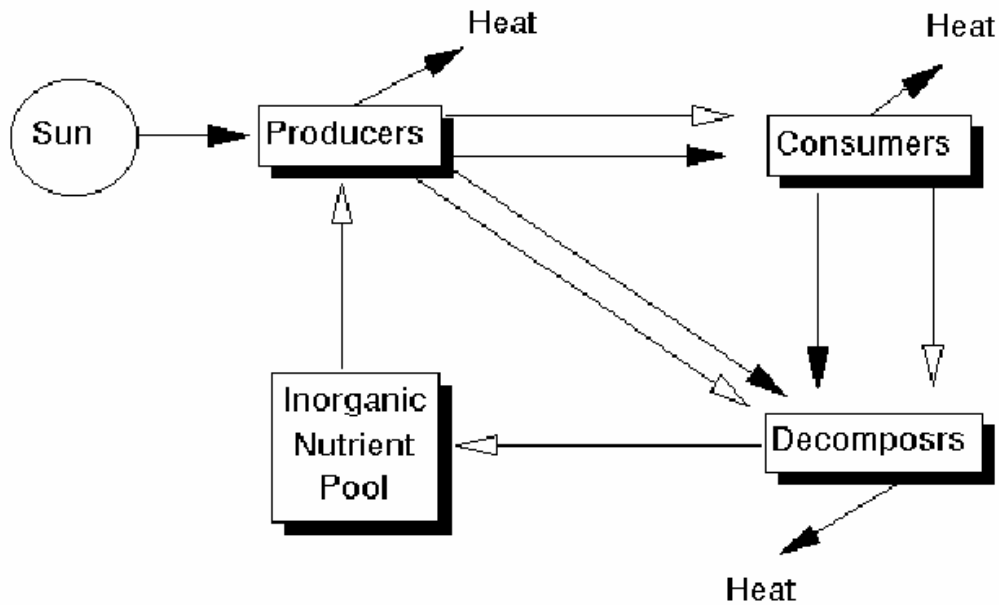 Heat
Heat
Sun
Producers
Consumers
Inorganic
Nutrient
Pool
Decomposrs
Heat